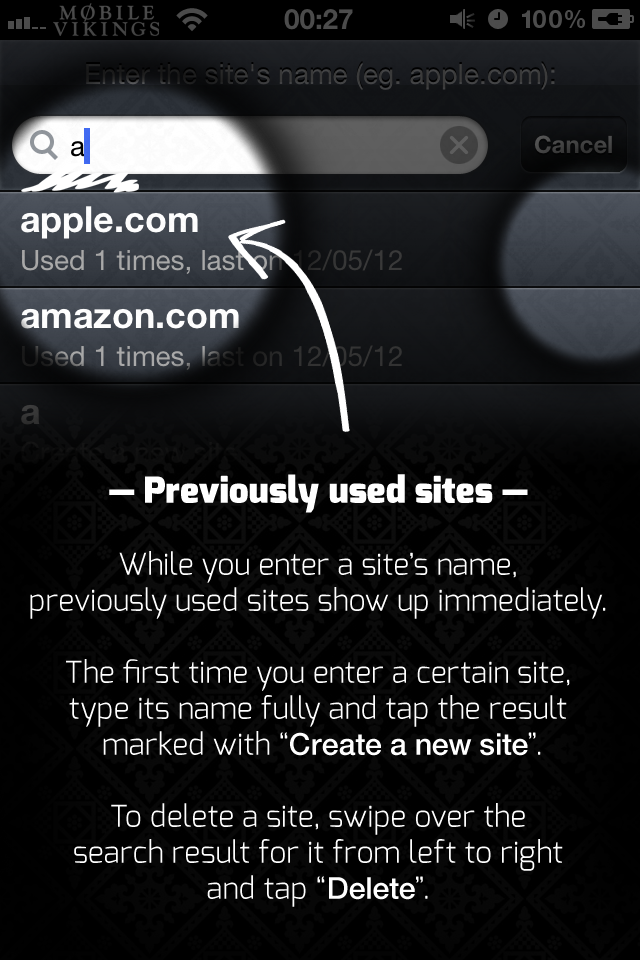 MØBILE
VIKINGS
00:27
100%
Enter the site's name (eg. apple.com):
a
Cancel
apple.com
Used 1 times, last on 12/05/12
amazon.com
Used 1 times, last on 12/05/12
a
— Previously used sites —
While you enter a site's name,
previously used sites show up immediately.
The first time you enter a certain site,
type its name fully and tap the result
marked with “Create a new site”.
To delete a site, swipe over the
search result for it from left to right
and tap “Delete”.